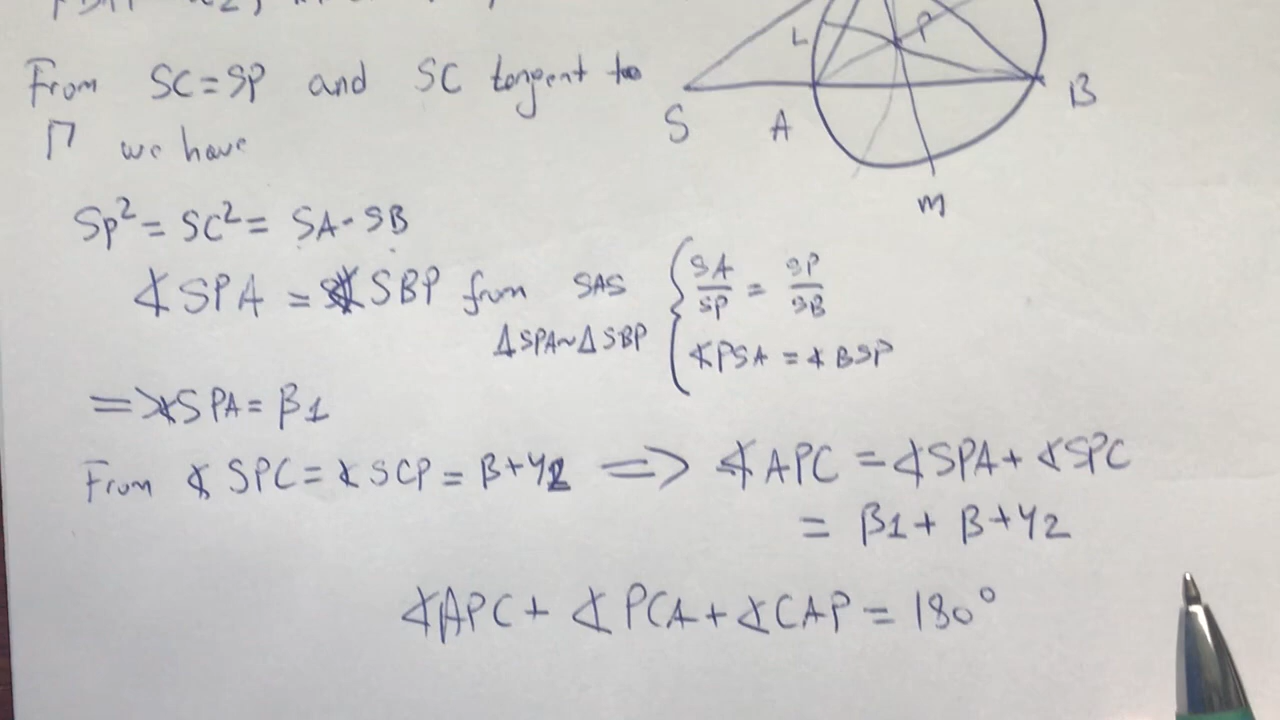 L
P
From SC=SP and SC tangent to
S
A
B
Γ we have
M
SP² = SC² = SA·SB
∢SPA = ∢SBP from SAS
ΔSPA~ΔSBP
SA/SP = SP/SB
∢PSA = ∢BSP
=> ∢SPA = β1
From ∢SPC = ∢SCP = β+γ2 => ∢APC = ∢SPA + ∢SPC
= β1 + β + γ2
∢APC + ∢PCA + ∢CAP = 180°